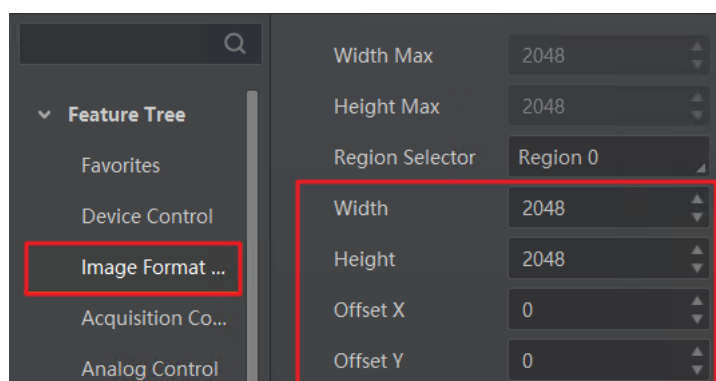 Feature Tree
Favorites
Device Control
Image Format ...
Acquisition Co...
Analog Control
Width Max 2048
Height Max 2048
Region Selector Region 0
Width 2048
Height 2048
Offset X 0
Offset Y 0